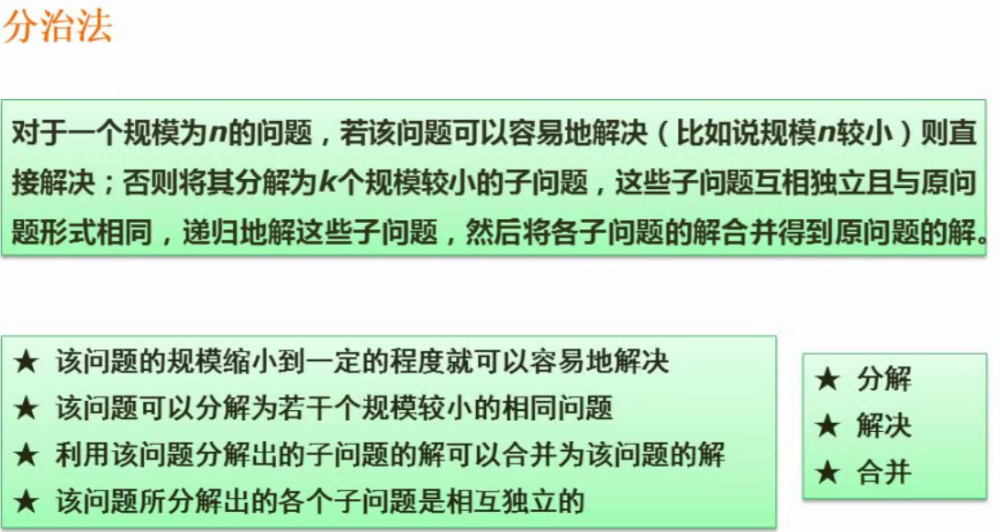 分治法
对于一个规模为n的问题，若该问题可以容易地解决（比如说规模n较小）则直
接解决；否则将其分解为k个规模较小的子问题，这些子问题互相独立且与原问
题形式相同，递归地解这些子问题，然后将各子问题的解合并得到原问题的解。
★ 该问题的规模缩小到一定的程度就可以容易地解决
★ 该问题可以分解为若干个规模较小的相同问题
★ 利用该问题分解出的子问题的解可以合并为该问题的解
★ 该问题所分解出的各个子问题是相互独立的
★ 分解
★ 解决
★ 合并